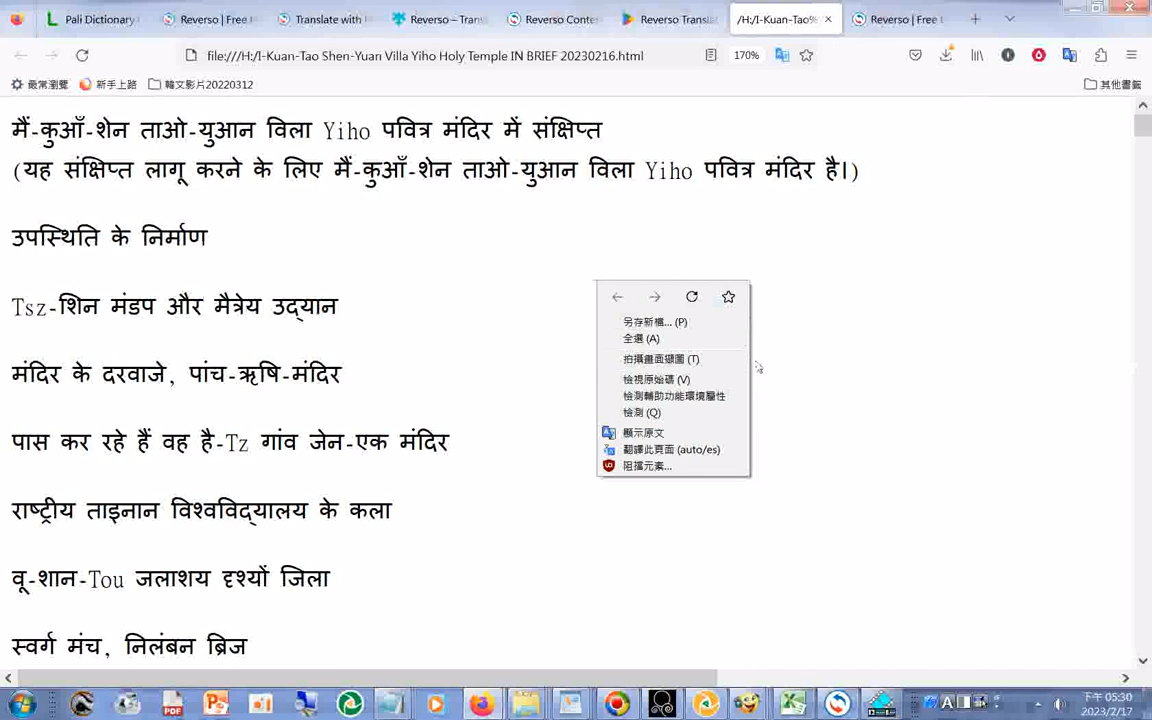 Pali Dictionary
Reverso | Free
Translate with
Reverso – Tran
Reverso Conte
Reverso Transl
/H:/I-Kuan-Tao%
Reverso | Free
file:///H:/I-Kuan-Tao Shen-Yuan Villa Yiho Holy Temple IN BRIEF 20230216.html
170%
最常瀏覽 新手上路 韓文影片20220312 其他書籤
मैं-कुआँ-शेन ताओ-युआन विला Yiho पवित्र मंदिर में संक्षिप्त
(यह संक्षिप्त लागू करने के लिए मैं-कुआँ-शेन ताओ-युआन विला Yiho पवित्र मंदिर है।)
उपस्थिति के निर्माण
Tsz-शिन मंडप और मैत्रेय उद्यान
मंदिर के दरवाजे, पांच-ऋषि-मंदिर
पास कर रहे हैं वह है-Tz गांव जेन-एक मंदिर
राष्ट्रीय ताइनान विश्वविद्यालय के कला
वू-शान-Tou जलाशय दृश्यों जिला
स्वर्ग मंच, निलंबन ब्रिज
另存新檔... (P)
全選 (A)
拍攝畫面擷圖 (T)
檢視原始碼 (V)
檢測輔助功能環境屬性
檢測 (Q)
顯示原文
翻譯此頁面 (auto/es)
阻擋元素...
下午 05:30
2023/2/17